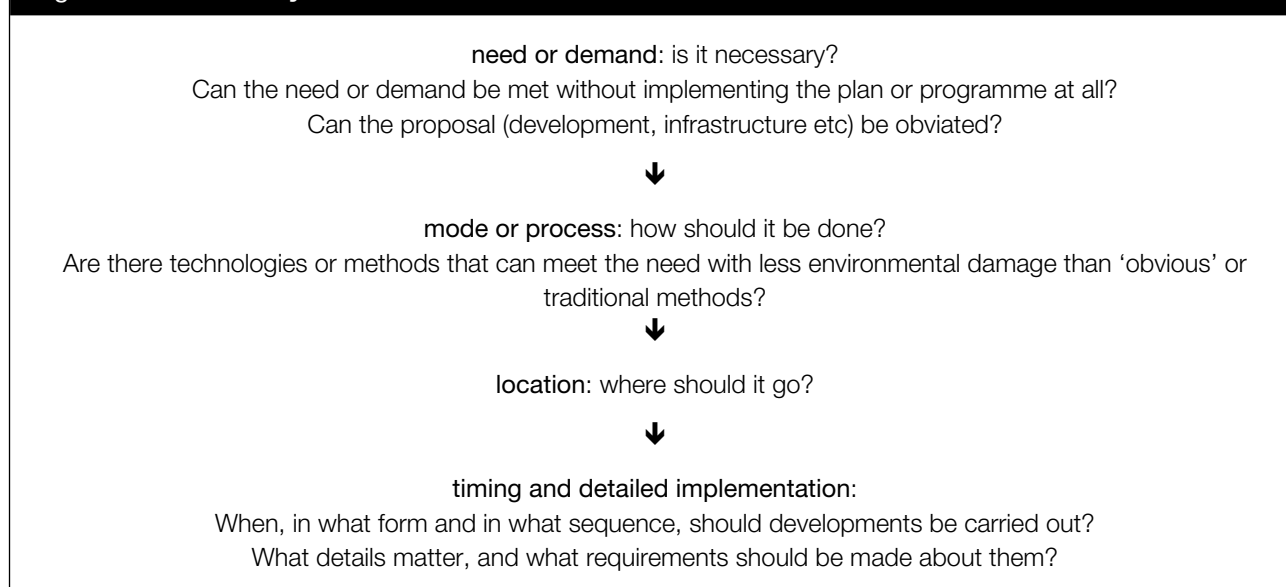 need or demand: is it necessary?
Can the need or demand be met without implementing the plan or programme at all?
Can the proposal (development, infrastructure etc) be obviated?
mode or process: how should it be done?
Are there technologies or methods that can meet the need with less environmental damage than ‘obvious’ or
traditional methods?
location: where should it go?
timing and detailed implementation:
When, in what form and in what sequence, should developments be carried out?
What details matter, and what requirements should be made about them?